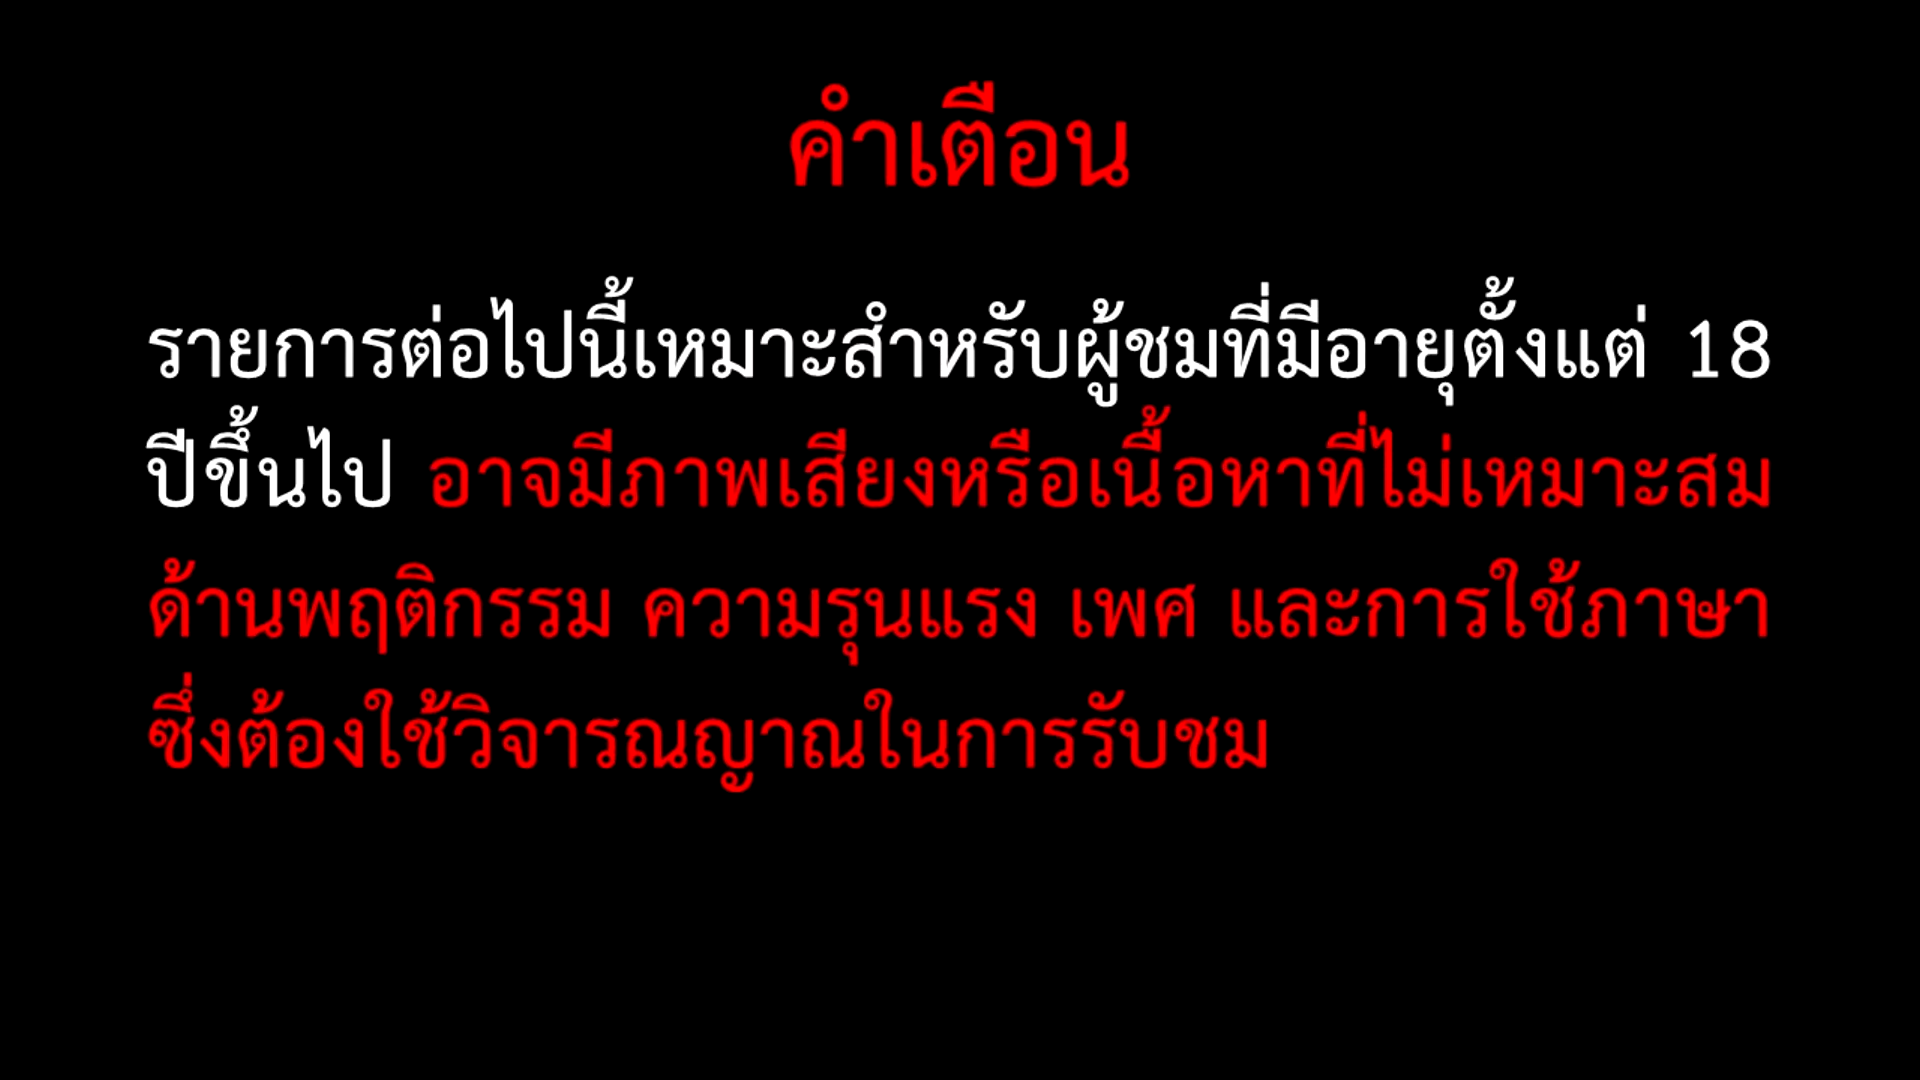 คำเตือน
รายการต่อไปนี้เหมาะสำหรับผู้ชมที่มีอายุตั้งแต่ 18
ปีขึ้นไป อาจมีภาพเสียงหรือเนื้อหาที่ไม่เหมาะสม
ด้านพฤติกรรม ความรุนแรง เพศ และการใช้ภาษา
ซึ่งต้องใช้วิจารณญาณในการรับชม